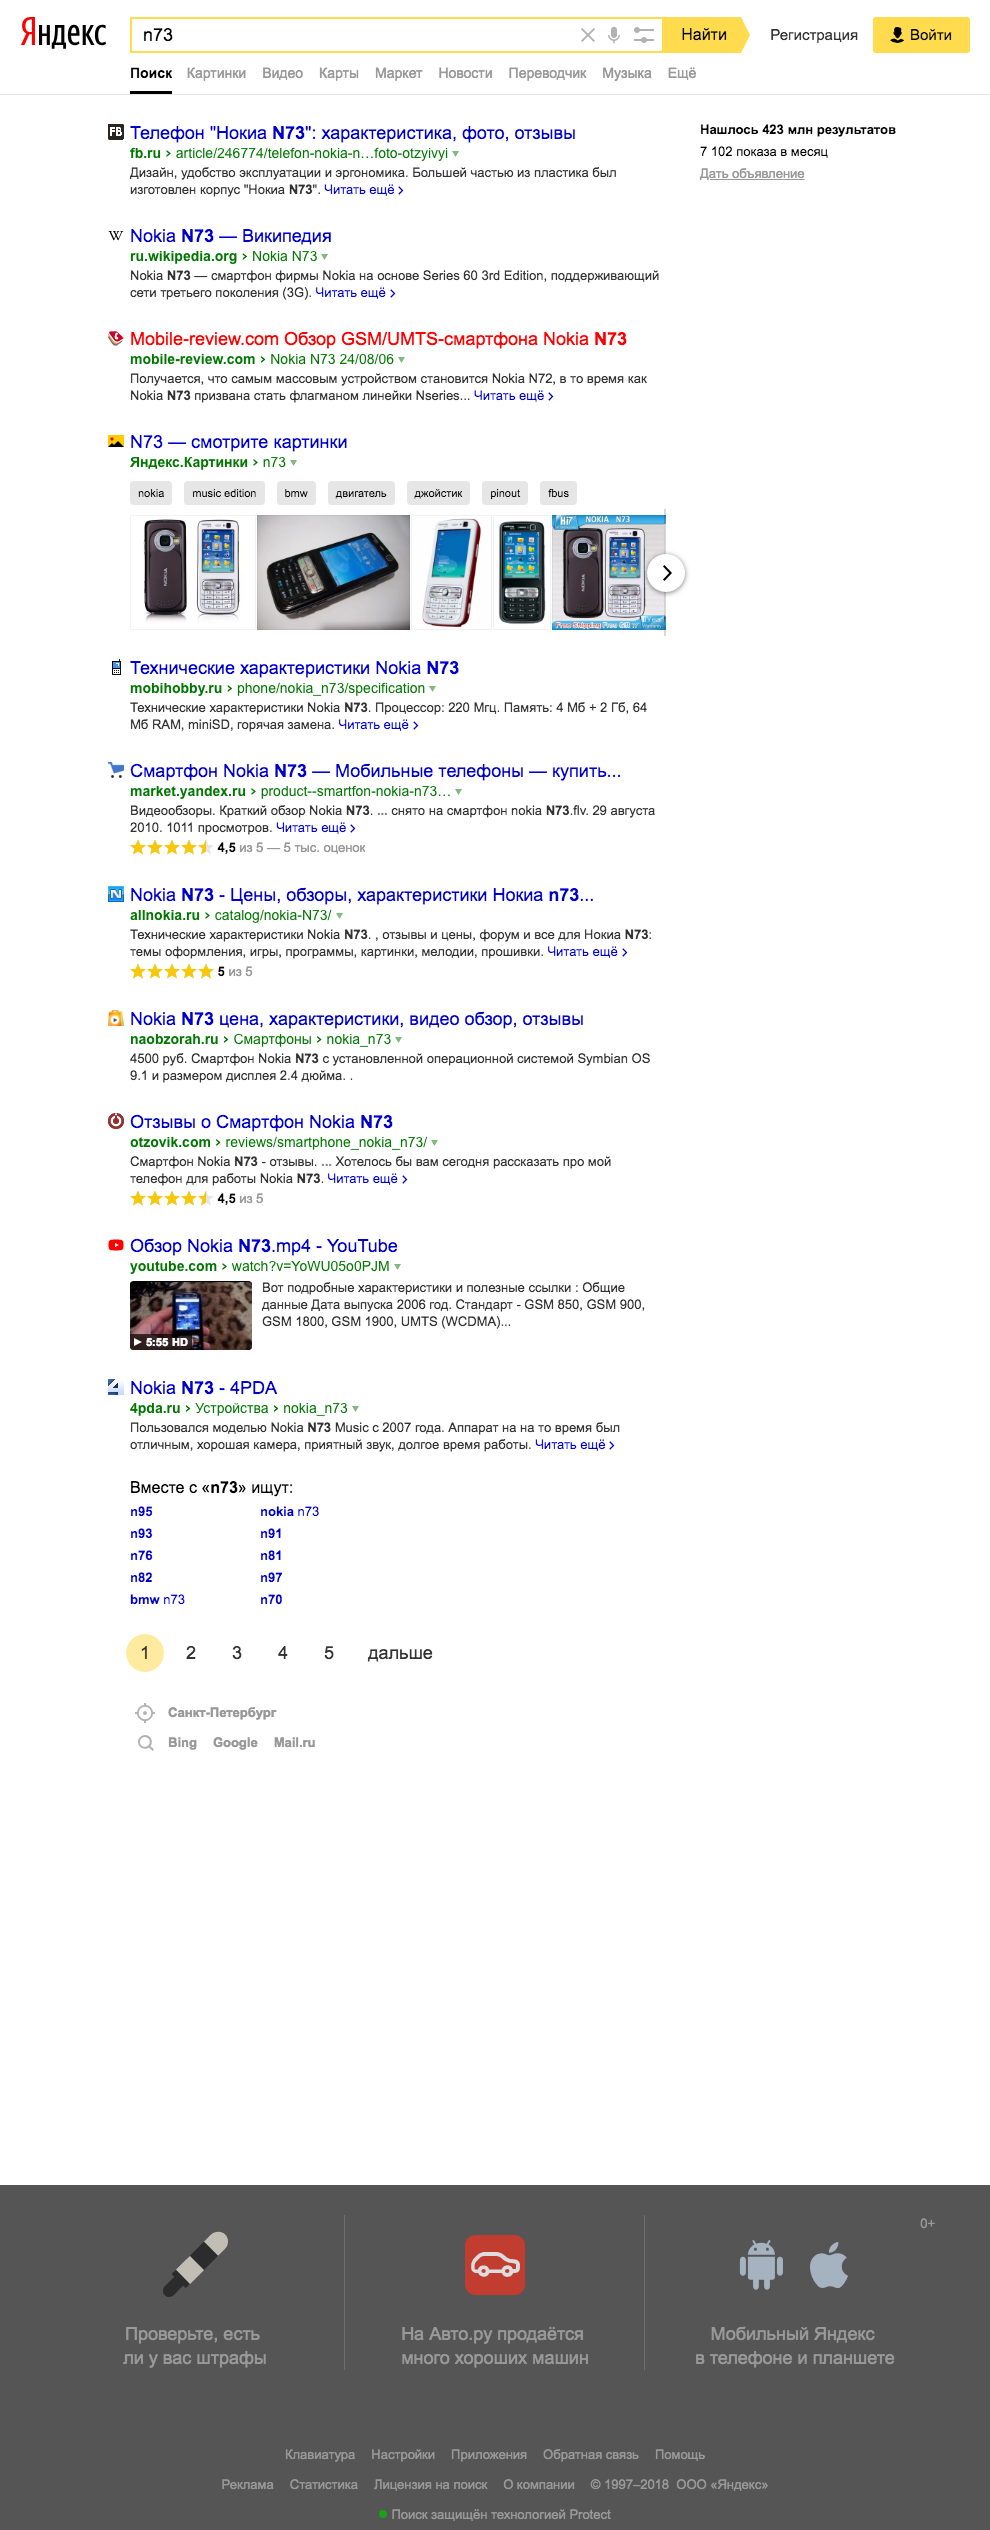 Яндекс
n73
Найти
Регистрация
Войти
Поиск Картинки Видео Карты Маркет Новости Переводчик Музыка Ещё
Телефон "Нокиа N73": характеристика, фото, отзывы
fb.ru › article/246774/telefon-nokia-n…foto-otzyivyi
Дизайн, удобство эксплуатации и эргономика. Большей частью из пластика был
изготовлен корпус "Нокиа N73". Читать ещё ›
Нашлось 423 млн результатов
7 102 показа в месяц
Дать объявление
Nokia N73 — Википедия
ru.wikipedia.org › Nokia N73
Nokia N73 — смартфон фирмы Nokia на основе Series 60 3rd Edition, поддерживающий
сети третьего поколения (3G). Читать ещё ›
Mobile-review.com Обзор GSM/UMTS-смартфона Nokia N73
mobile-review.com › Nokia N73 24/08/06
Получается, что самым массовым устройством становится Nokia N72, в то время как
Nokia N73 призвана стать флагманом линейки Nseries... Читать ещё ›
N73 — смотрите картинки
Яндекс.Картинки › n73
nokia music edition bmw двигатель джойстик pinout fbus
Hi7 NOKIA N73
NOKIA
Free Shipping Free Gift
Технические характеристики Nokia N73
mobihobby.ru › phone/nokia_n73/specification
Технические характеристики Nokia N73. Процессор: 220 Мгц. Память: 4 Мб + 2 Гб, 64
Мб RAM, miniSD, горячая замена. Читать ещё ›
Смартфон Nokia N73 — Мобильные телефоны — купить...
market.yandex.ru › product--smartfon-nokia-n73…
Видеообзоры. Краткий обзор Nokia N73. ... снято на смартфон nokia N73.flv. 29 августа
2010. 1011 просмотров. Читать ещё ›
4,5 из 5 — 5 тыс. оценок
Nokia N73 - Цены, обзоры, характеристики Нокиа n73...
allnokia.ru › catalog/nokia-N73/
Технические характеристики Nokia N73. , отзывы и цены, форум и все для Нокиа N73:
темы оформления, игры, программы, картинки, мелодии, прошивки. Читать ещё ›
5 из 5
Nokia N73 цена, характеристики, видео обзор, отзывы
naobzorah.ru › Смартфоны › nokia_n73
4500 руб. Смартфон Nokia N73 с установленной операционной системой Symbian OS
9.1 и размером дисплея 2.4 дюйма. .
Отзывы о Смартфон Nokia N73
otzovik.com › reviews/smartphone_nokia_n73/
Смартфон Nokia N73 - отзывы. ... Хотелось бы вам сегодня рассказать про мой
телефон для работы Nokia N73. Читать ещё ›
4,5 из 5
Обзор Nokia N73.mp4 - YouTube
youtube.com › watch?v=YoWU05o0PJM
5:55 HD
Вот подробные характеристики и полезные ссылки : Общие
данные Дата выпуска 2006 год. Стандарт - GSM 850, GSM 900,
GSM 1800, GSM 1900, UMTS (WCDMA)...
Nokia N73 - 4PDA
4pda.ru › Устройства › nokia_n73
Пользовался моделью Nokia N73 Music с 2007 года. Аппарат на на то время был
отличным, хорошая камера, приятный звук, долгое время работы. Читать ещё ›
Вместе с «n73» ищут:
n95 nokia n73
n93 n91
n76 n81
n82 n97
bmw n73 n70
1 2 3 4 5 дальше
Санкт-Петербург
Bing Google Mail.ru
0+
Проверьте, есть
ли у вас штрафы
На Авто.ру продаётся
много хороших машин
Мобильный Яндекс
в телефоне и планшете
Клавиатура Настройки Приложения Обратная связь Помощь
Реклама Статистика Лицензия на поиск О компании © 1997–2018 ООО «Яндекс»
Поиск защищён технологией Protect